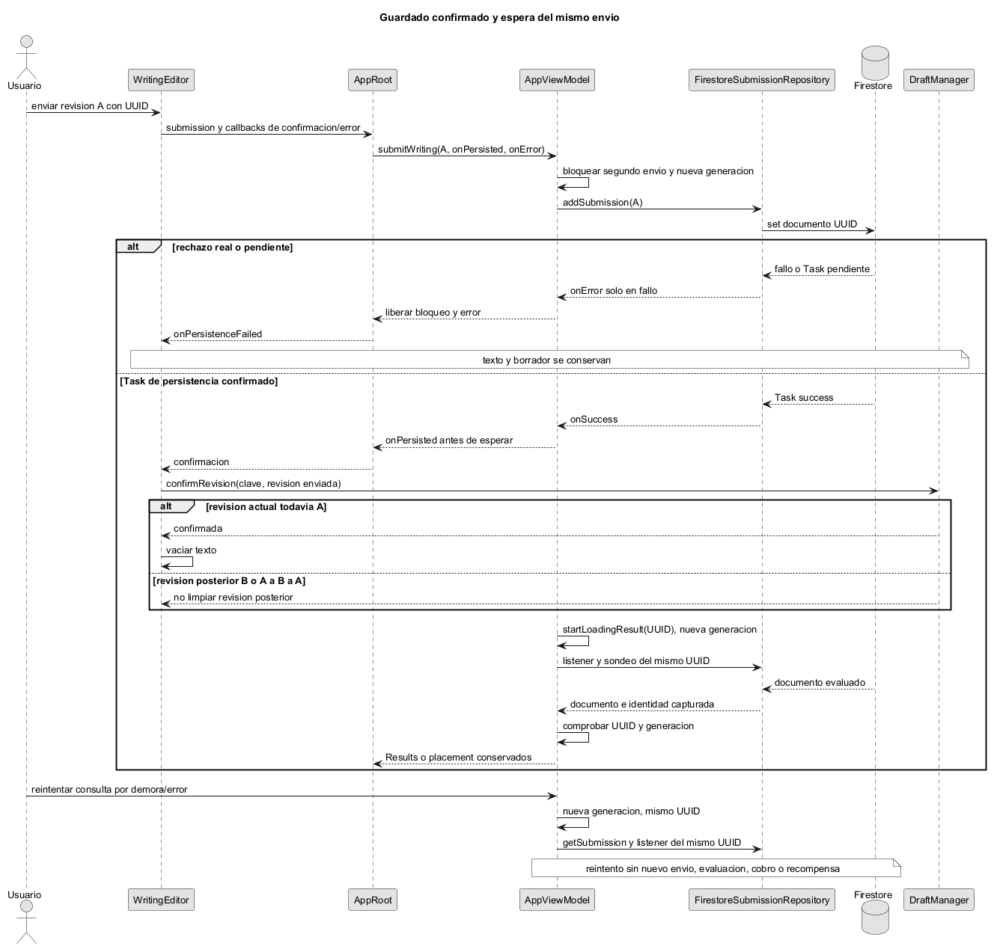 Guardado confirmado y espera del mismo envio
Usuario
WritingEditor
AppRoot
AppViewModel
FirestoreSubmissionRepository
Firestore
DraftManager
enviar revision A con UUID
submission y callbacks de confirmacion/error
submitWriting(A, onPersisted, onError)
bloquear segundo envio y nueva generacion
addSubmission(A)
set documento UUID
alt
[rechazo real o pendiente]
fallo o Task pendiente
onError solo en fallo
liberar bloqueo y error
onPersistenceFailed
texto y borrador se conservan
[Task de persistencia confirmado]
Task success
onSuccess
onPersisted antes de esperar
confirmacion
confirmRevision(clave, revision enviada)
alt
[revision actual todavia A]
confirmada
vaciar texto
[revision posterior B o A a B a A]
no limpiar revision posterior
startLoadingResult(UUID), nueva generacion
listener y sondeo del mismo UUID
documento evaluado
documento e identidad capturada
comprobar UUID y generacion
Results o placement conservados
reintentar consulta por demora/error
nueva generacion, mismo UUID
getSubmission y listener del mismo UUID
reintento sin nuevo envio, evaluacion, cobro o recompensa
Usuario
WritingEditor
AppRoot
AppViewModel
FirestoreSubmissionRepository
Firestore
DraftManager